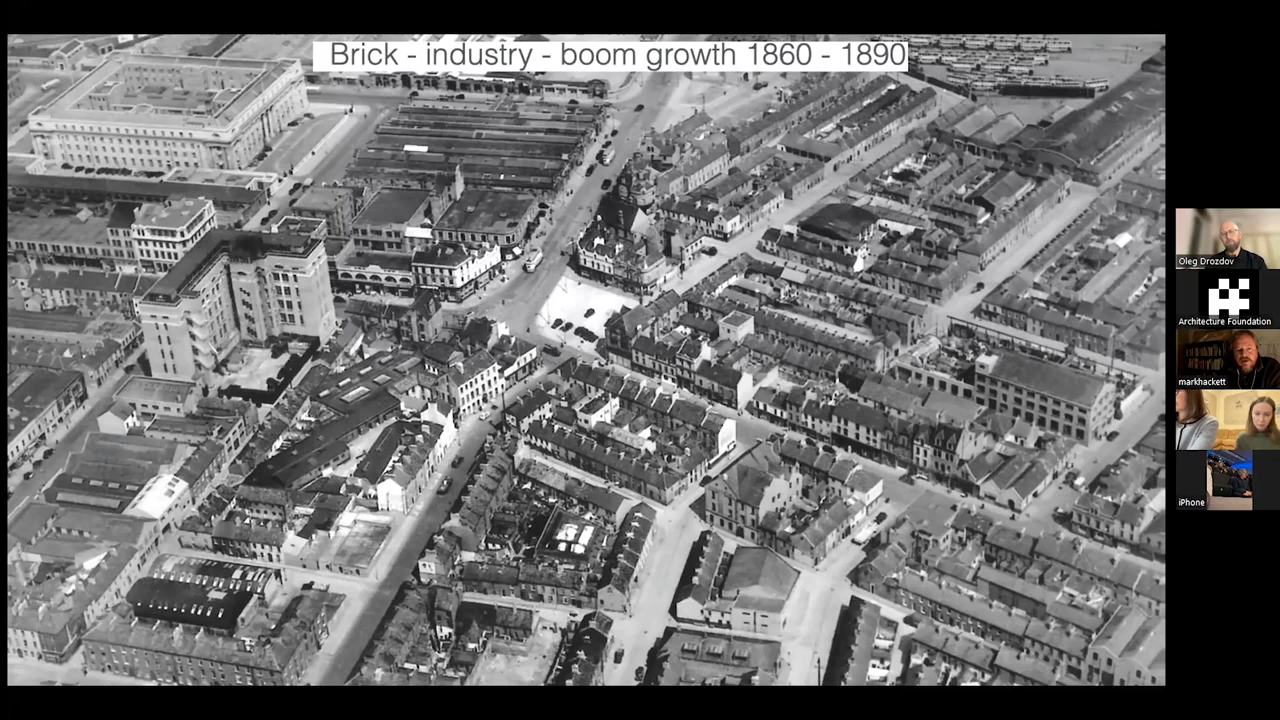 Brick - industry - boom growth 1860 - 1890
Oleg Drozdov
Architecture Foundation
markhackett
iPhone